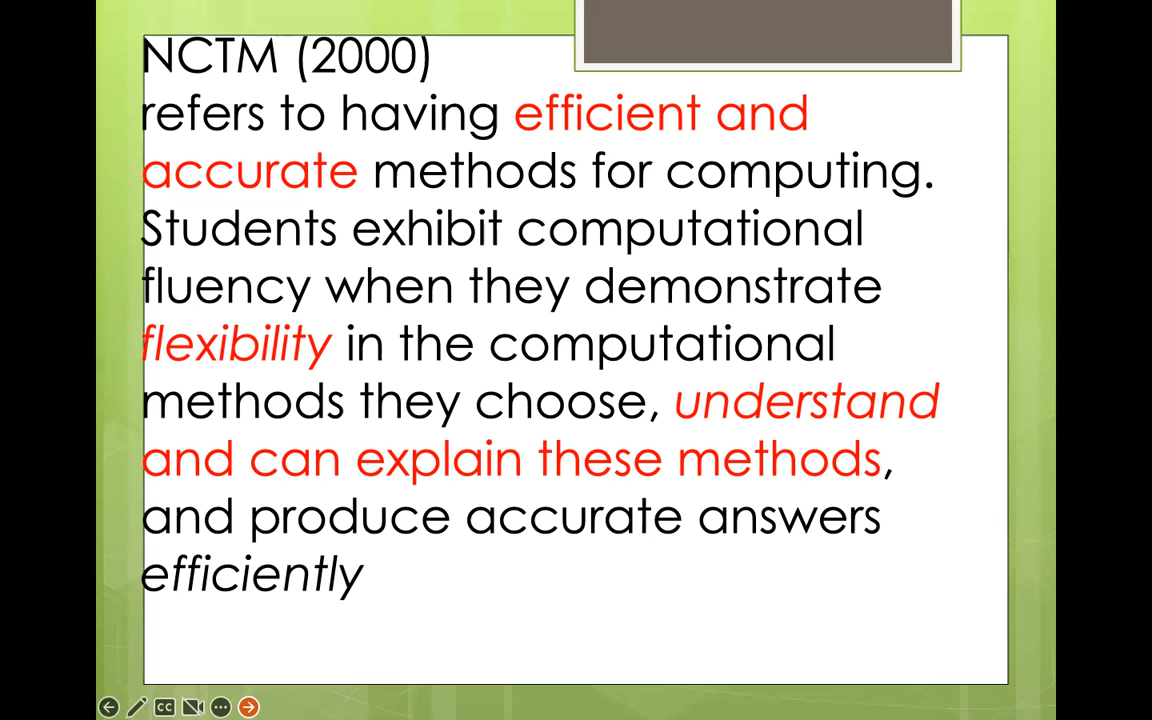 NCTM (2000)
refers to having efficient and
accurate methods for computing.
Students exhibit computational
fluency when they demonstrate
flexibility in the computational
methods they choose, understand
and can explain these methods,
and produce accurate answers
efficiently
CC